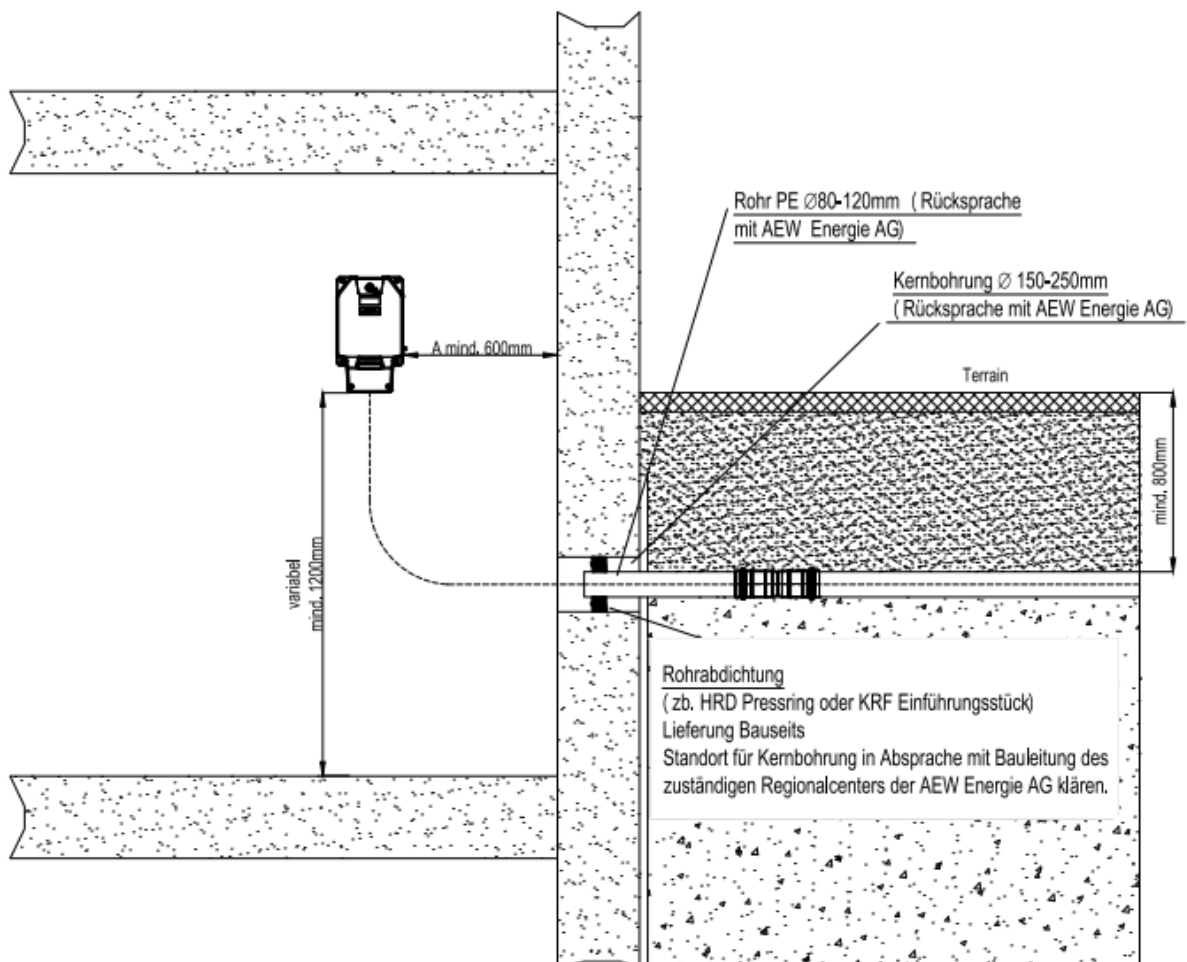 Rohr PE Ø80-120mm ( Rücksprache
mit AEW Energie AG)
Kernbohrung Ø 150-250mm
( Rücksprache mit AEW Energie AG)
A mind. 600mm
Terrain
mind. 800mm
variabel
mind. 1200mm
Rohrabdichtung
( zb. HRD Pressring oder KRF Einführungsstück)
Lieferung Bauseits
Standort für Kernbohrung in Absprache mit Bauleitung des
zuständigen Regionalcenters der AEW Energie AG klären.